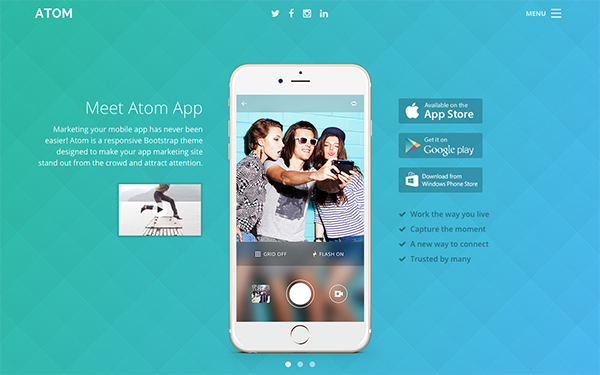 ATOM
MENU
Meet Atom App
Marketing your mobile app has never been
easier! Atom is a responsive Bootstrap theme
designed to make your app marketing site
stand out from the crowd and attract attention.
GRID OFF
FLASH ON
Available on the
App Store
Get it on
Google play
Download from
Windows Phone Store
Work the way you live
Capture the moment
A new way to connect
Trusted by many